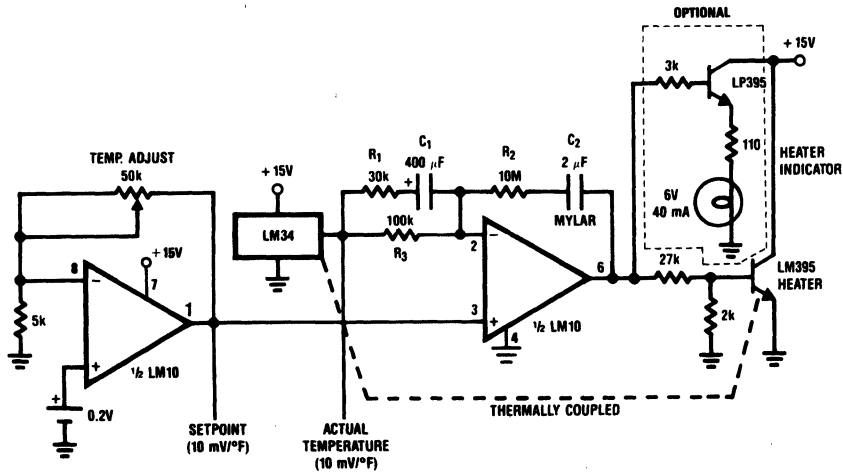 OPTIONAL
+ 15V
3k
LP395
110
HEATER
INDICATOR
6V
40 mA
TEMP. ADJUST
50k
+ 15V
R1
30k
C1
400 μF
+
R2
10M
C2
2 μF
MYLAR
LM34
100k
R3
+ 15V
8
−
7
1
5k
+
½ LM10
+
0.2V
2
−
6
3
+
4
½ LM10
27k
2k
LM395
HEATER
THERMALLY COUPLED
SETPOINT
(10 mV/°F)
ACTUAL
TEMPERATURE
(10 mV/°F)